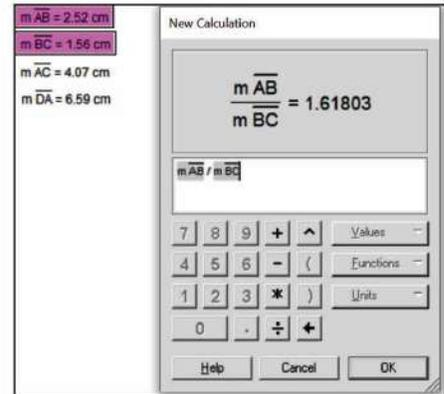 m AB = 2.52 cm
m BC = 1.56 cm
m AC = 4.07 cm
m DA = 6.59 cm
New Calculation
m AB
m BC
= 1.61803
m AB / m BC
7 8 9 + ^ Values
4 5 6 - ( Functions
1 2 3 * ) Units
0 . ÷ ←
Help Cancel OK